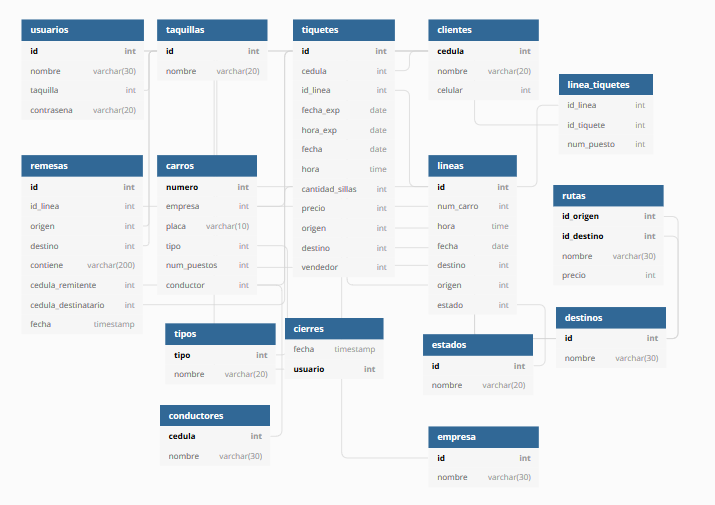 usuarios
id int
nombre varchar(30)
taquilla int
contrasena varchar(20)
taquillas
id int
nombre varchar(20)
tiquetes
id int
cedula int
id_linea int
fecha_exp date
hora_exp date
fecha date
hora time
cantidad_sillas int
precio int
origen int
destino int
vendedor int
clientes
cedula int
nombre varchar(20)
celular int
linea_tiquetes
id_linea int
id_tiquete int
num_puesto int
remesas
id int
id_linea int
origen int
destino int
contiene varchar(200)
cedula_remitente int
cedula_destinatario int
fecha timestamp
carros
numero int
empresa int
placa varchar(10)
tipo int
num_puestos int
conductor int
lineas
id int
num_carro int
hora time
fecha date
destino int
origen int
estado int
rutas
id_origen int
id_destino int
nombre varchar(30)
precio int
tipos
tipo int
nombre varchar(20)
cierres
fecha timestamp
usuario int
estados
id int
nombre varchar(20)
destinos
id int
nombre varchar(30)
conductores
cedula int
nombre varchar(30)
empresa
id int
nombre varchar(30)